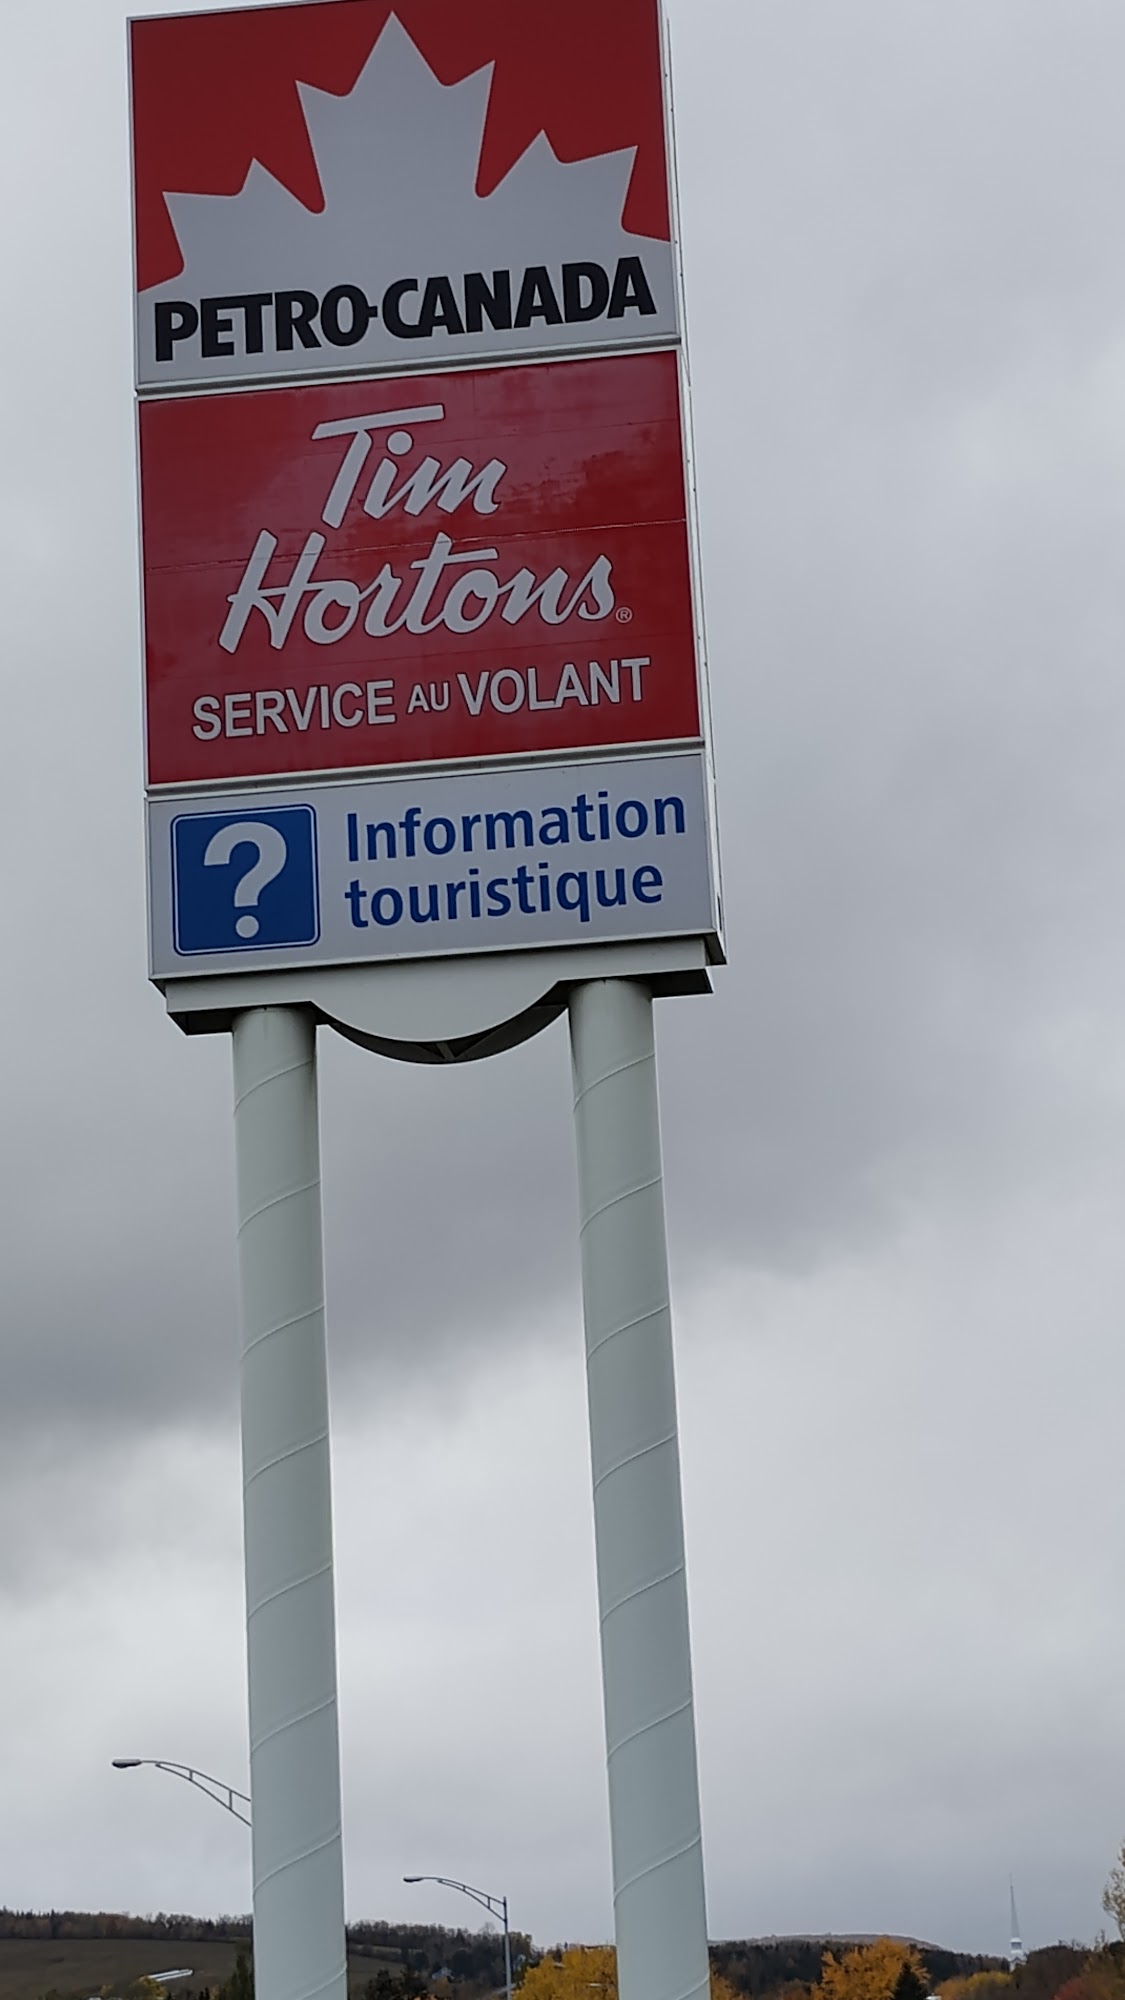 PETRO-CANADA
Tim
Hortons®
SERVICE AU VOLANT
? Information
touristique